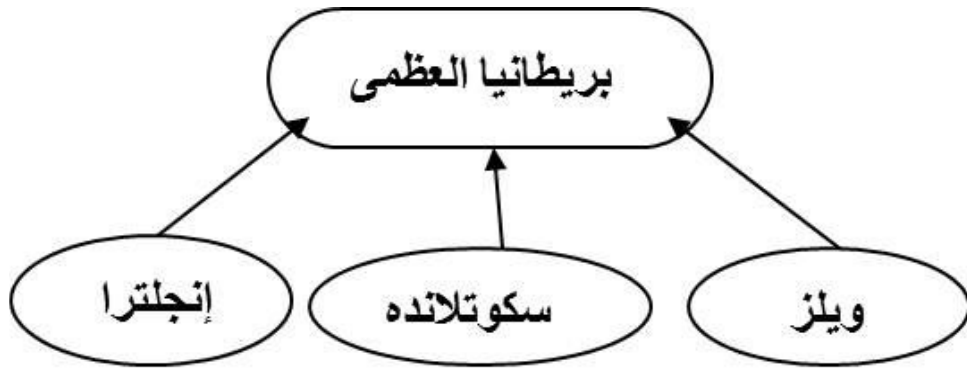 بريطانيا العظمى
ويلز
سكوتلانده
إنجلترا